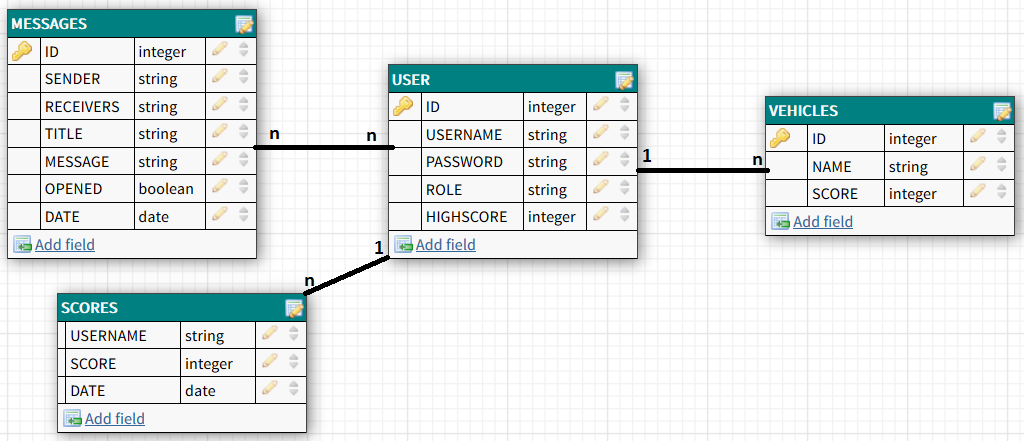 MESSAGES
ID integer
SENDER string
RECEIVERS string
TITLE string
MESSAGE string
OPENED boolean
DATE date
Add field
n n
USER
ID integer
USERNAME string
PASSWORD string
ROLE string
HIGHSCORE integer
Add field
1 n
VEHICLES
ID integer
NAME string
SCORE integer
Add field
1
n
SCORES
USERNAME string
SCORE integer
DATE date
Add field